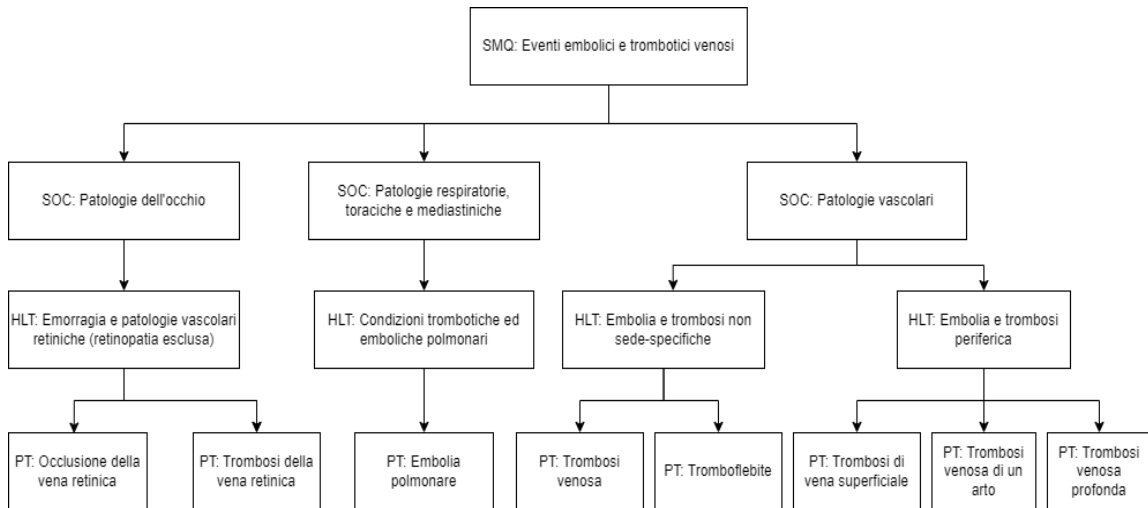 SMQ: Eventi embolici e trombotici venosi
SOC: Patologie dell'occhio
SOC: Patologie respiratorie,
toraciche e mediastiniche
SOC: Patologie vascolari
HLT: Emorragia e patologie vascolari
retiniche (retinopatia esclusa)
HLT: Condizioni trombotiche ed
emboliche polmonari
HLT: Embolia e trombosi non
sede-specifiche
HLT: Embolia e trombosi
periferica
PT: Occlusione della
vena retinica
PT: Trombosi della
vena retinica
PT: Embolia
polmonare
PT: Trombosi
venosa
PT: Tromboflebite
PT: Trombosi di
vena superficiale
PT: Trombosi
venosa di un
arto
PT: Trombosi
venosa
profonda